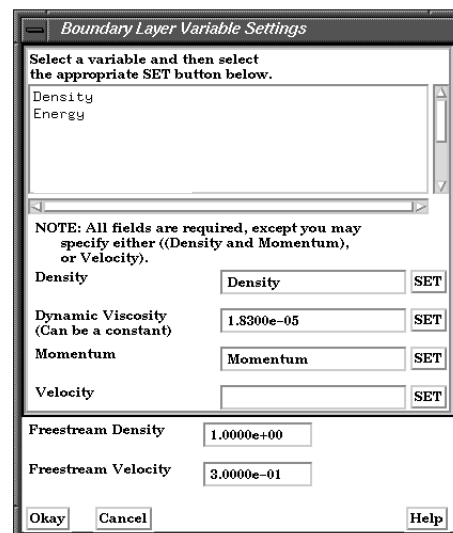 Boundary Layer Variable Settings
Select a variable and then select
the appropriate SET button below.
Density
Energy
NOTE: All fields are required, except you may
specify either ((Density and Momentum),
or Velocity).
Density Density SET
Dynamic Viscosity
(Can be a constant) 1.8300e-05 SET
Momentum Momentum SET
Velocity SET
Freestream Density 1.0000e+00
Freestream Velocity 3.0000e-01
Okay Cancel Help